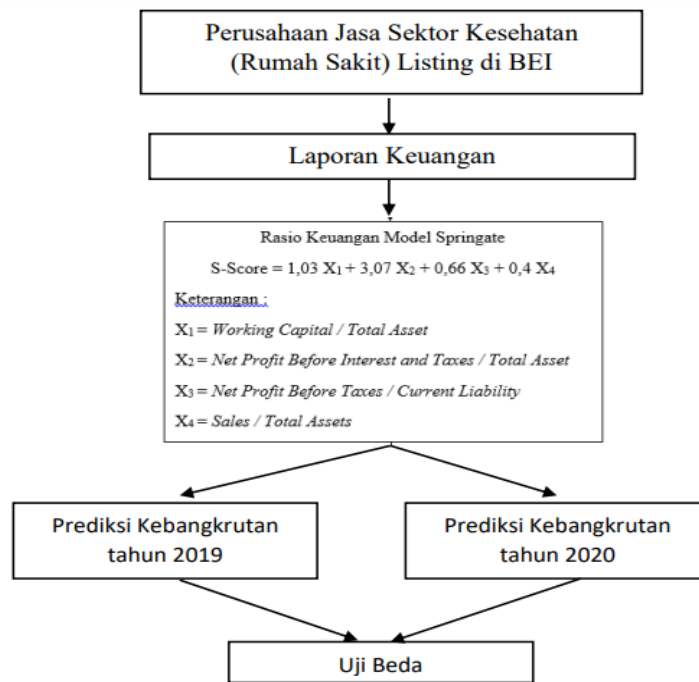 Perusahaan Jasa Sektor Kesehatan
(Rumah Sakit) Listing di BEI
Laporan Keuangan
Rasio Keuangan Model Springate
S-Score = 1,03 X₁ + 3,07 X₂ + 0,66 X₃ + 0,4 X₄
Keterangan :
X₁ = Working Capital / Total Asset
X₂ = Net Profit Before Interest and Taxes / Total Asset
X₃ = Net Profit Before Taxes / Current Liability
X₄ = Sales / Total Assets
Prediksi Kebangkrutan
tahun 2019
Prediksi Kebangkrutan
tahun 2020
Uji Beda